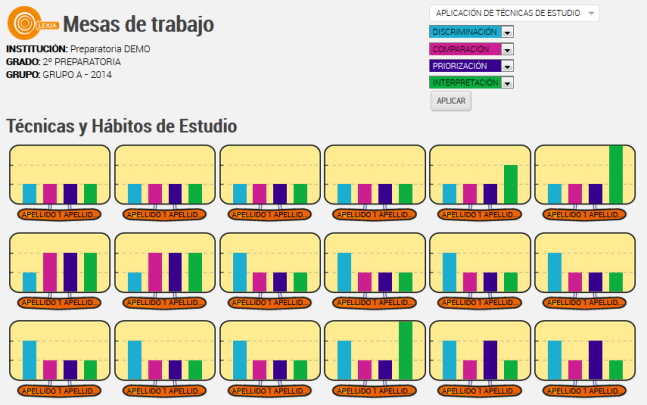 LEXIA
Mesas de trabajo
INSTITUCIÓN: Preparatoria DEMO
GRADO: 2º PREPARATORIA
GRUPO: GRUPO A - 2014
APLICACIÓN DE TÉCNICAS DE ESTUDIO
DISCRIMINACIÓN
COMPARACIÓN
PRIORIZACIÓN
INTERPRETACIÓN
APLICAR
Técnicas y Hábitos de Estudio
APELLIDO 1 APELLID... APELLIDO 1 APELLID... APELLIDO 1 APELLID... APELLIDO 1 APELLID... APELLIDO 1 APELLID... APELLIDO 1 APELLID...
APELLIDO 1 APELLID... APELLIDO 1 APELLID... APELLIDO 1 APELLID... APELLIDO 1 APELLID... APELLIDO 1 APELLID... APELLIDO 1 APELLID...
APELLIDO 1 APELLID... APELLIDO 1 APELLID... APELLIDO 1 APELLID... APELLIDO 1 APELLID... APELLIDO 1 APELLID... APELLIDO 1 APELLID...